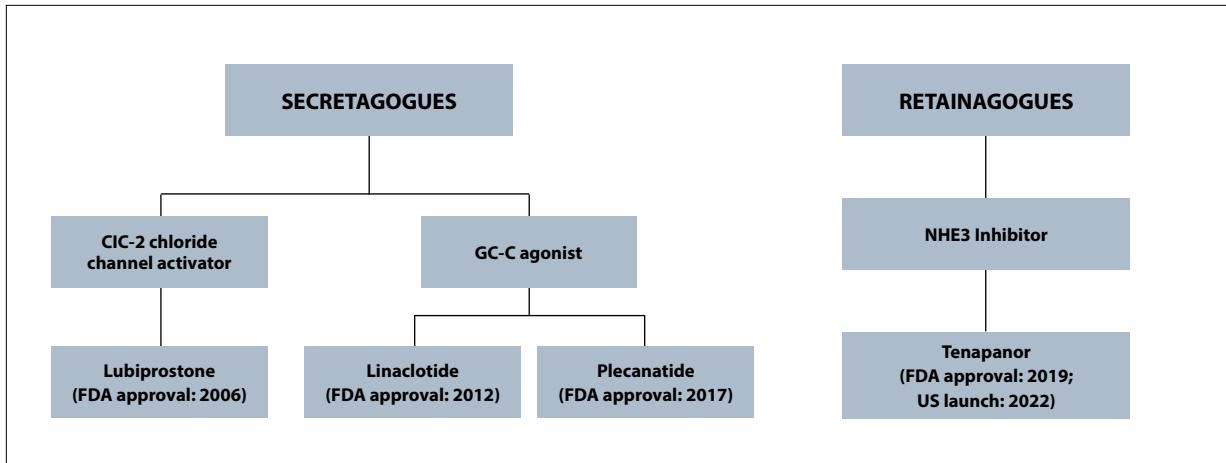 SECRETAGOGUES
RETAINAGOGUES
CIC-2 chloride
channel activator
GC-C agonist
NHE3 Inhibitor
Lubiprostone
(FDA approval: 2006)
Linaclotide
(FDA approval: 2012)
Plecanatide
(FDA approval: 2017)
Tenapanor
(FDA approval: 2019;
US launch: 2022)